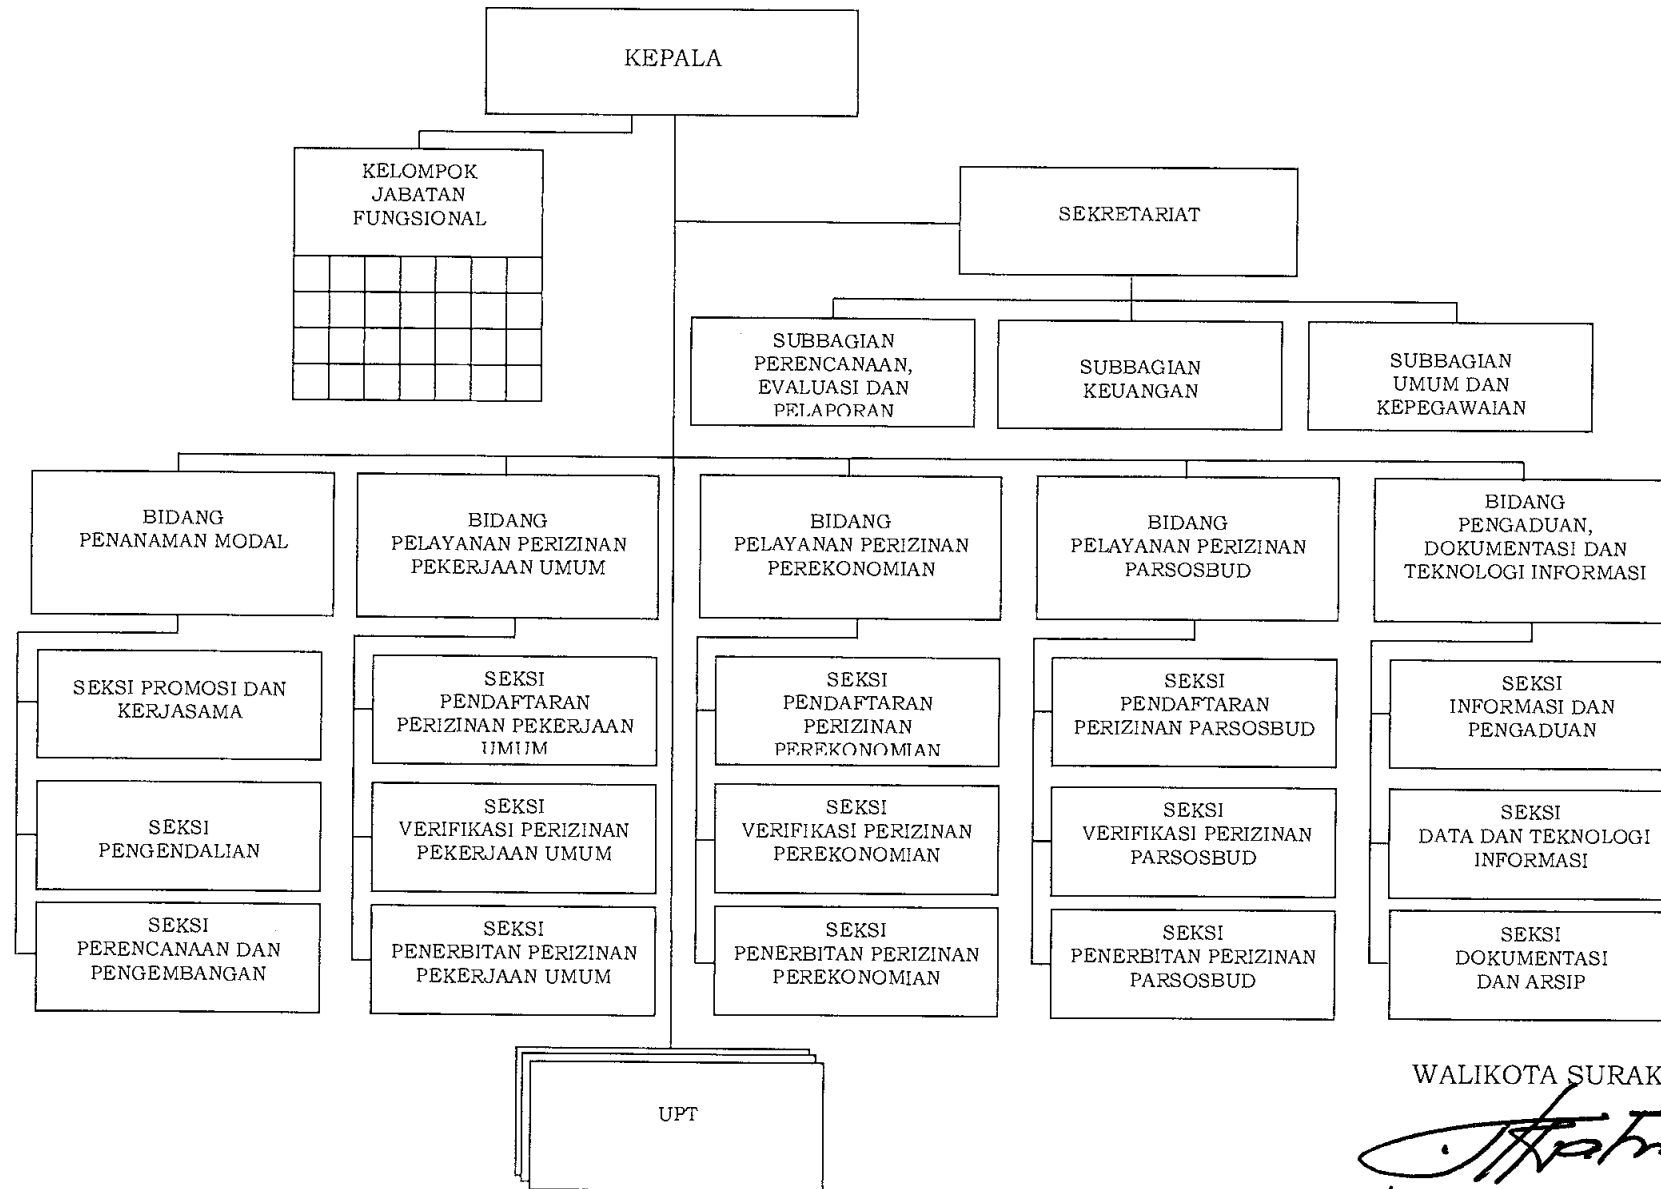 KEPALA
KELOMPOK
JABATAN
FUNGSIONAL
SEKRETARIAT
SUBBAGIAN
PERENCANAAN,
EVALUASI DAN
PELAPORAN
SUBBAGIAN
KEUANGAN
SUBBAGIAN
UMUM DAN
KEPEGAWAIAN
BIDANG
PENANAMAN MODAL
BIDANG
PELAYANAN PERIZINAN
PEKERJAAN UMUM
BIDANG
PELAYANAN PERIZINAN
PEREKONOMIAN
BIDANG
PELAYANAN PERIZINAN
PARSOSBUD
BIDANG
PENGADUAN,
DOKUMENTASI DAN
TEKNOLOGI INFORMASI
SEKSI PROMOSI DAN
KERJASAMA
SEKSI
PENDAFTARAN
PERIZINAN PEKERJAAN
UMUM
SEKSI
PENDAFTARAN
PERIZINAN
PEREKONOMIAN
SEKSI
PENDAFTARAN
PERIZINAN PARSOSBUD
SEKSI
INFORMASI DAN
PENGADUAN
SEKSI
PENGENDALIAN
SEKSI
VERIFIKASI PERIZINAN
PEKERJAAN UMUM
SEKSI
VERIFIKASI PERIZINAN
PEREKONOMIAN
SEKSI
VERIFIKASI PERIZINAN
PARSOSBUD
SEKSI
DATA DAN TEKNOLOGI
INFORMASI
SEKSI
PERENCANAAN DAN
PENGEMBANGAN
SEKSI
PENERBITAN PERIZINAN
PEKERJAAN UMUM
SEKSI
PENERBITAN PERIZINAN
PEREKONOMIAN
SEKSI
PENERBITAN PERIZINAN
PARSOSBUD
SEKSI
DOKUMENTASI
DAN ARSIP
UPT
WALIKOTA SURAK